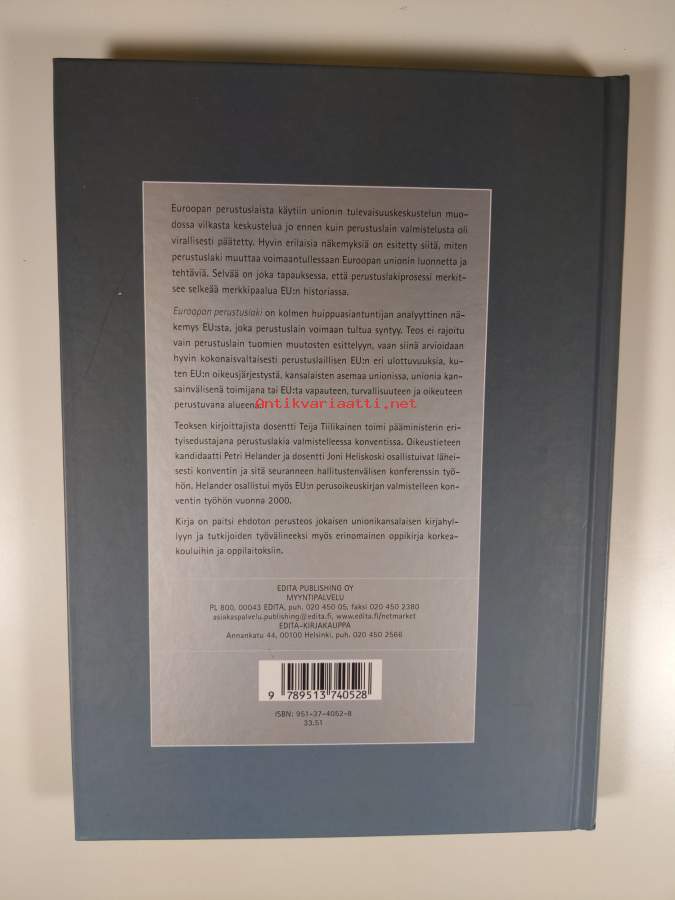 Euroopan perustuslaista käytiin unionin tulevaisuuskeskustelun muo-
dossa vilkasta keskustelua jo ennen kuin perustuslain valmistelusta oli
virallisesti päätetty. Hyvin erilaisia näkemyksiä on esitetty siitä, miten
perustuslaki muuttaa voimaantullessaan Euroopan unionin luonnetta ja
tehtäviä. Selvää on joka tapauksessa, että perustuslakiprosessi merkit-
see selkeää merkkipaalua EU:n historiassa.
Euroopan perustuslaki on kolmen huippuasiantuntijan analyyttinen nä-
kemys EU:sta, joka perustuslain voimaan tultua syntyy. Teos ei rajoitu
vain perustuslain tuomien muutosten esittelyyn, vaan siinä arvioidaan
hyvin kokonaisvaltaisesti perustuslaillisen EU:n eri ulottuvuuksia, ku-
ten EU:n oikeusjärjestystä, kansalaisten asemaa unionissa, unionia kan-
sainvälisenä toimijana tai EU:ta vapauteen, turvallisuuteen ja oikeuteen
perustuvana alueena.
Antikvariaatti.net
Teoksen kirjoittajista dosentti Teija Tiilikainen toimi pääministerin eri-
tyisedustajana perustuslakia valmistelleessa konventissa. Oikeustieteen
kandidaatti Petri Helander ja dosentti Joni Heliskoski osallistuivat lähei-
sesti konventin ja sitä seuranneen hallitustenvälisen konferenssin työ-
hön. Helander osallistui myös EU:n perusoikeuskirjan valmistelleen kon-
ventin työhön vuonna 2000.
Kirja on paitsi ehdoton perusteos jokaisen unionikansalaisen kirjahyl-
lyyn ja tutkijoiden työvälineeksi myös erinomainen oppikirja korkea-
kouluihin ja oppilaitoksiin.
EDITA PUBLISHING OY
MYYNTIPALVELU
PL 800, 00043 EDITA, puh. 020 450 05, faksi 020 450 2380
asiakaspalvelu.publishing@edita.fi, www.edita.fi/netmarket
EDITA-KIRJAKAUPPA
Annankatu 44, 00100 Helsinki, puh. 020 450 2566
9 789513 740528
ISBN: 951-37-4052-8
33.51